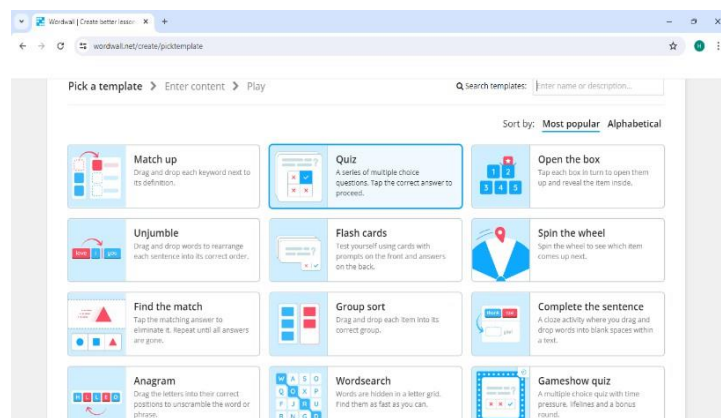 Wordwall | Create better lesson
wordwall.net/create/picktemplate
Pick a template > Enter content > Play
Search templates: Enter name or description...
Sort by: Most popular Alphabetical
Match up
Drag and drop each keyword next to
its definition.
Quiz
A series of multiple choice
questions. Tap the correct answer to
proceed.
Open the box
Tap each box in turn to open them
up and reveal the item inside.
Unjumble
Drag and drop words to rearrange
each sentence into its correct order.
Flash cards
Test yourself using cards with
prompts on the front and answers
on the back.
Spin the wheel
Spin the wheel to see which item
comes up next.
Find the match
Tap the matching answer to
eliminate it. Repeat until all answers
are gone.
Group sort
Drag and drop each item into its
correct group.
Complete the sentence
A cloze activity where you drag and
drop words into blank spaces within
a text.
Anagram
Drag the letters into their correct
positions to unscramble the word or
phrase.
Wordsearch
Words are hidden in a letter grid.
Find them as fast as you can.
Gameshow quiz
A multiple choice quiz with time
pressure, lifelines and a bonus
round.